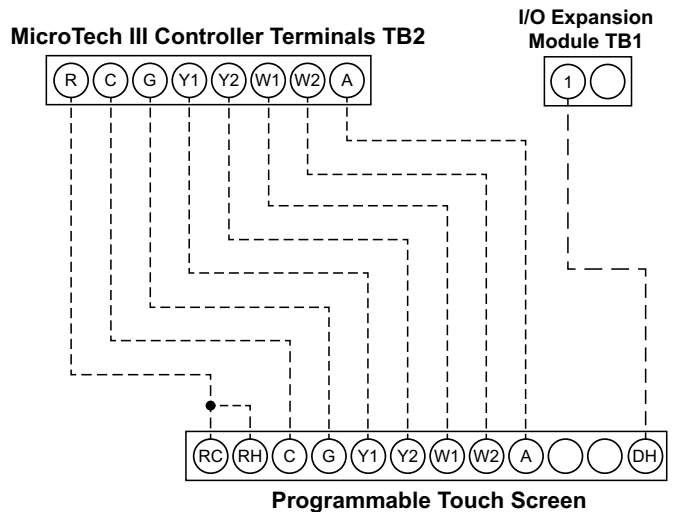 I/O Expansion
Module TB1
MicroTech III Controller Terminals TB2
R C G Y1 Y2 W1 W2 A
1
RC RH C G Y1 Y2 W1 W2 A DH
Programmable Touch Screen